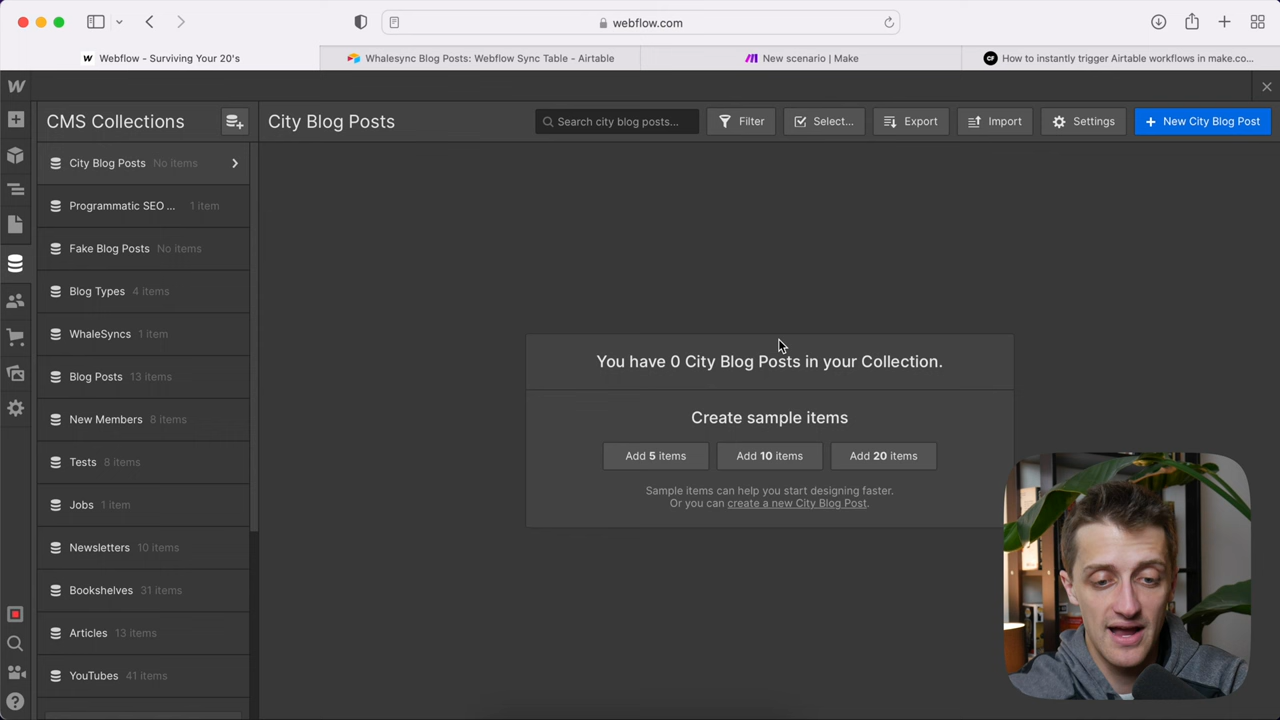 webflow.com
W Webflow - Surviving Your 20's
Whalesync Blog Posts: Webflow Sync Table - Airtable
New scenario | Make
CF How to instantly trigger Airtable workflows in make.co...
CMS Collections
City Blog Posts
Search city blog posts...
Filter
Select...
Export
Import
Settings
+ New City Blog Post
City Blog Posts No items
Programmatic SEO ... 1 item
Fake Blog Posts No items
Blog Types 4 items
WhaleSyncs 1 item
Blog Posts 13 items
New Members 8 items
Tests 8 items
Jobs 1 item
Newsletters 10 items
Bookshelves 31 items
Articles 13 items
YouTubes 41 items
You have 0 City Blog Posts in your Collection.
Create sample items
Add 5 items
Add 10 items
Add 20 items
Sample items can help you start designing faster.
Or you can create a new City Blog Post.